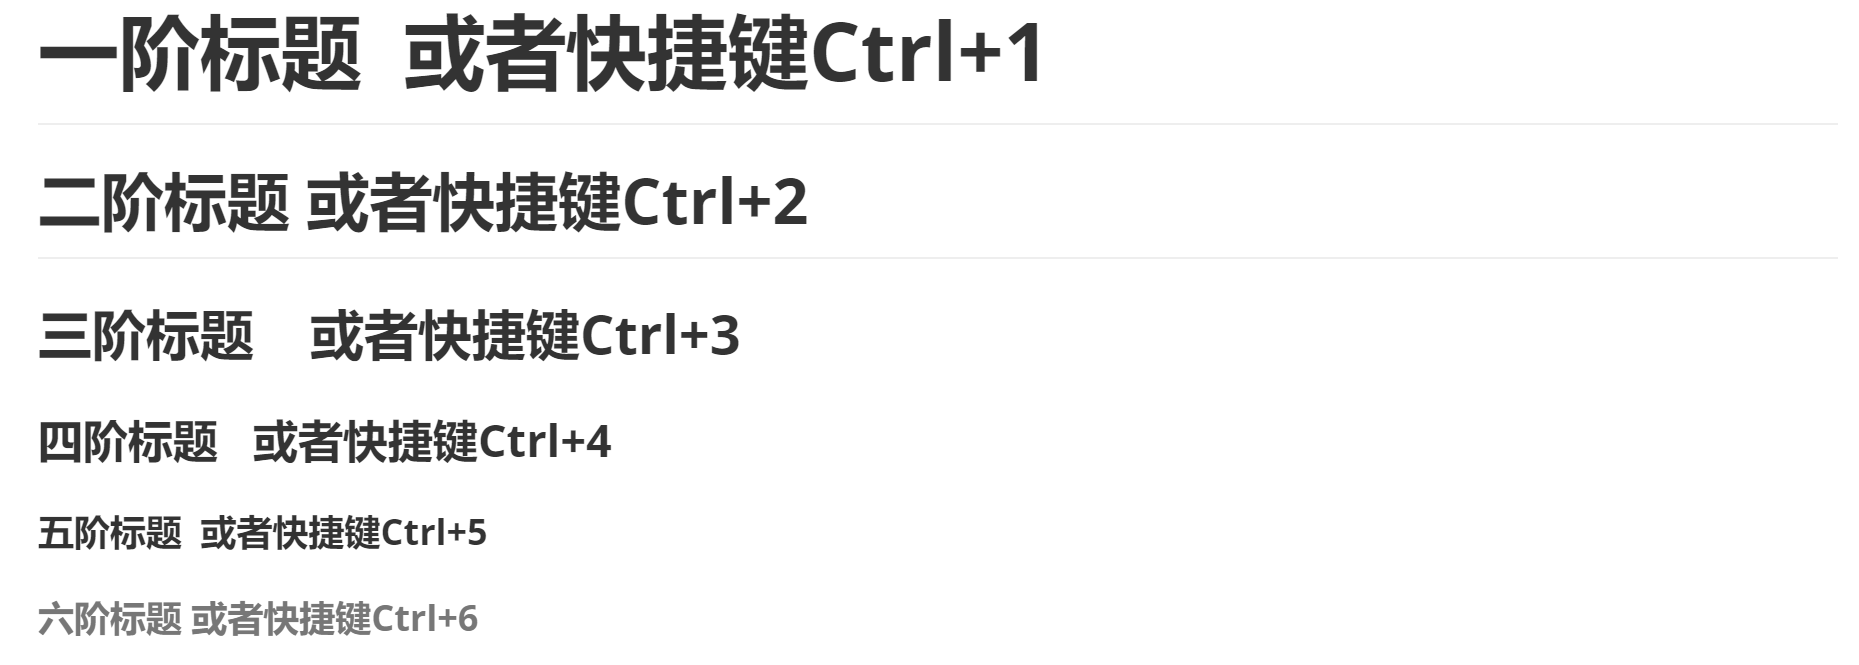 一阶标题 或者快捷键Ctrl+1
二阶标题 或者快捷键Ctrl+2
三阶标题 或者快捷键Ctrl+3
四阶标题 或者快捷键Ctrl+4
五阶标题 或者快捷键Ctrl+5
六阶标题 或者快捷键Ctrl+6